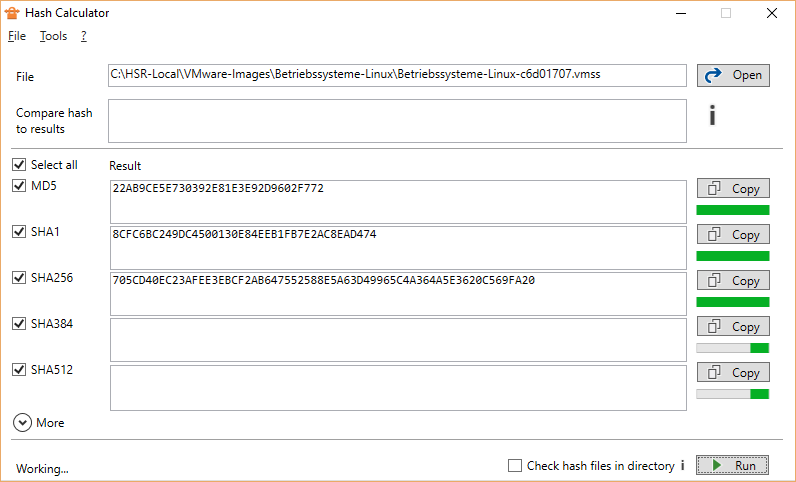 Hash Calculator
File Tools ?
File
C:\HSR-Local\VMware-Images\Betriebssysteme-Linux\Betriebssysteme-Linux-c6d01707.vmss
Open
Compare hash
to results
i
Select all
Result
MD5
22AB9CE5E730392E81E3E92D9602F772
Copy
SHA1
8CFC6BC249DC4500130E84EEB1FB7E2AC8EAD474
Copy
SHA256
705CD40EC23AFEE3EBCF2AB647552588E5A63D49965C4A364A5E3620C569FA20
Copy
SHA384
Copy
SHA512
Copy
More
Working...
Check hash files in directory i
Run